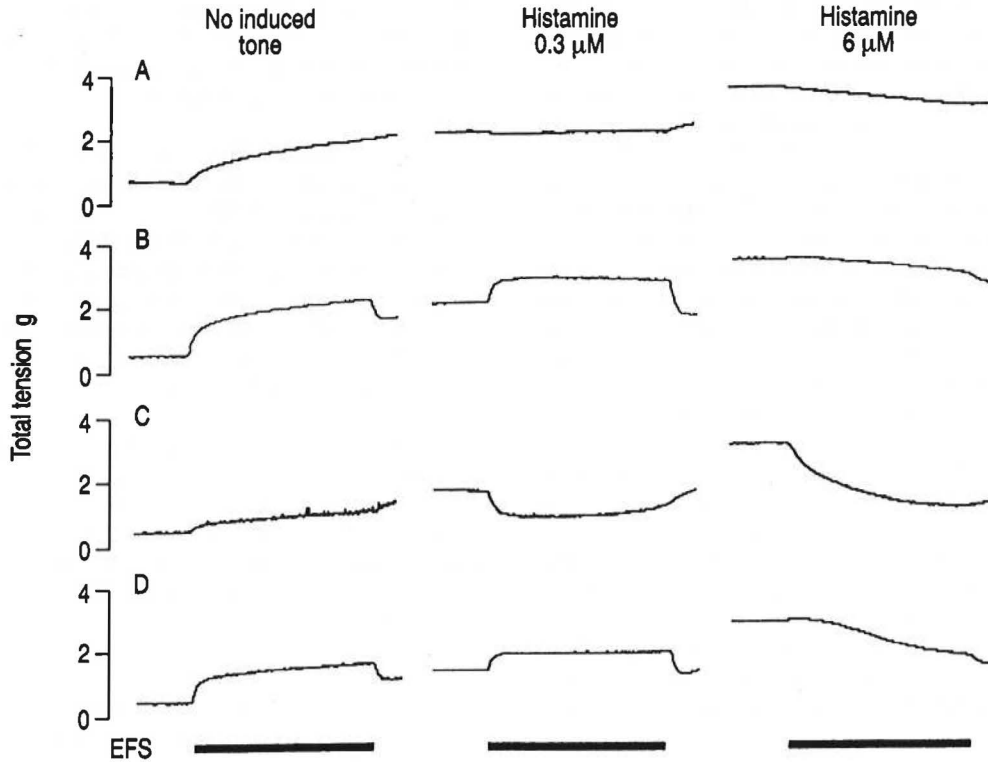 No induced tone
Histamine 0.3 µM
Histamine 6 µM
A
4
2
0
B
4
2
0
C
4
2
0
D
4
2
0
Total tension g
EFS